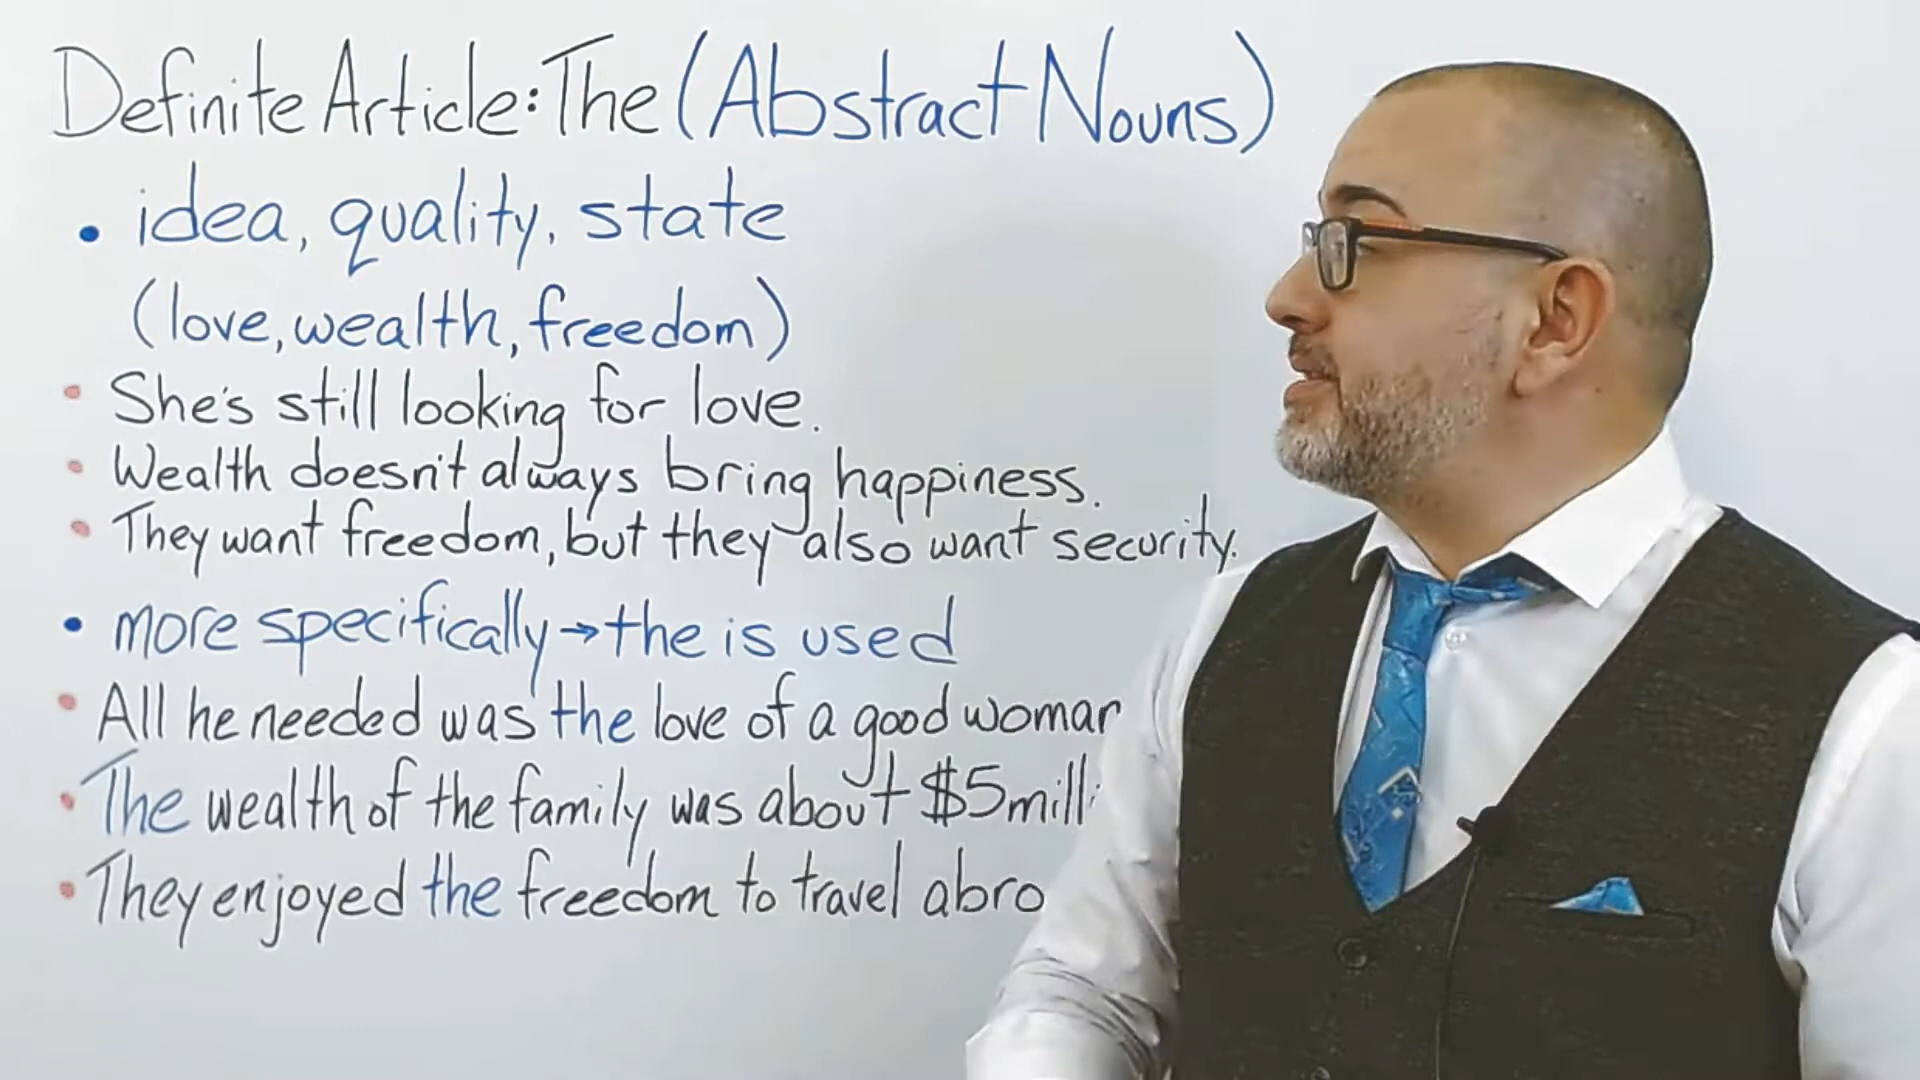 Definite Article: The (Abstract Nouns)
• idea, quality, state
(love, wealth, freedom)
• She's still looking for love.
• Wealth doesn't always bring happiness.
• They want freedom, but they also want security.
• more specifically → the is used
• All he needed was the love of a good woman
• The wealth of the family was about $5
• They enjoyed the freedom to travel